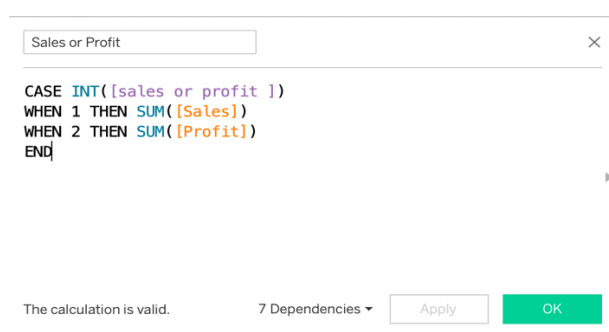 Sales or Profit
CASE INT([sales or profit ])
WHEN 1 THEN SUM([Sales])
WHEN 2 THEN SUM([Profit])
END
The calculation is valid. 7 Dependencies Apply OK